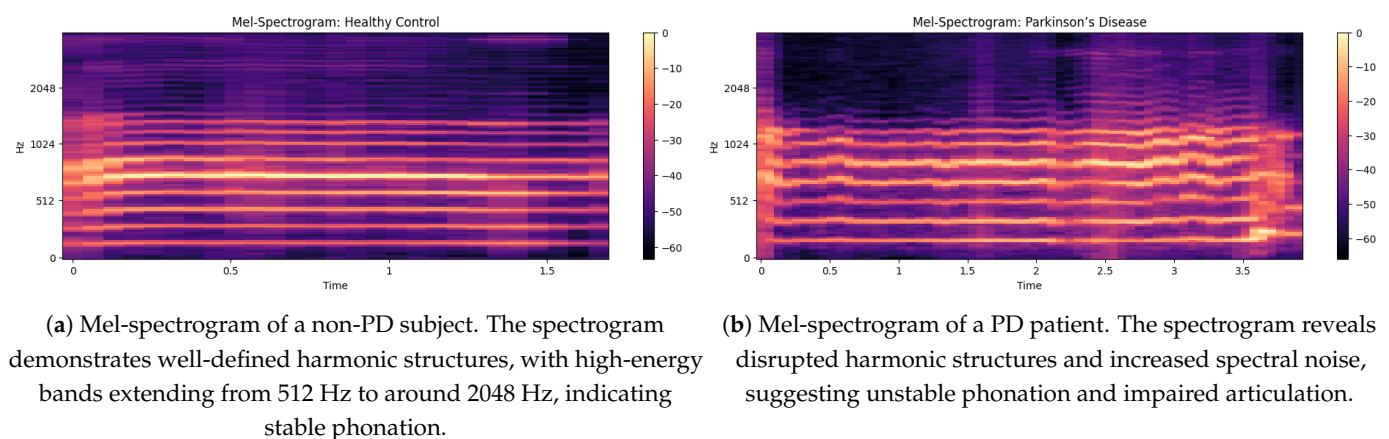 Mel-Spectrogram: Healthy Control
0
2048
−10
−20
1024
Hz
−30
−40
512
−50
−60
0
0
0.5
1
1.5
Time
Mel-Spectrogram: Parkinson’s Disease
0
2048
−10
−20
1024
Hz
−30
−40
512
−50
−60
0
0
0.5
1
1.5
2
2.5
3
3.5
Time
(a) Mel-spectrogram of a non-PD subject. The spectrogram
demonstrates well-defined harmonic structures, with high-energy
bands extending from 512 Hz to around 2048 Hz, indicating
stable phonation.
(b) Mel-spectrogram of a PD patient. The spectrogram reveals
disrupted harmonic structures and increased spectral noise,
suggesting unstable phonation and impaired articulation.